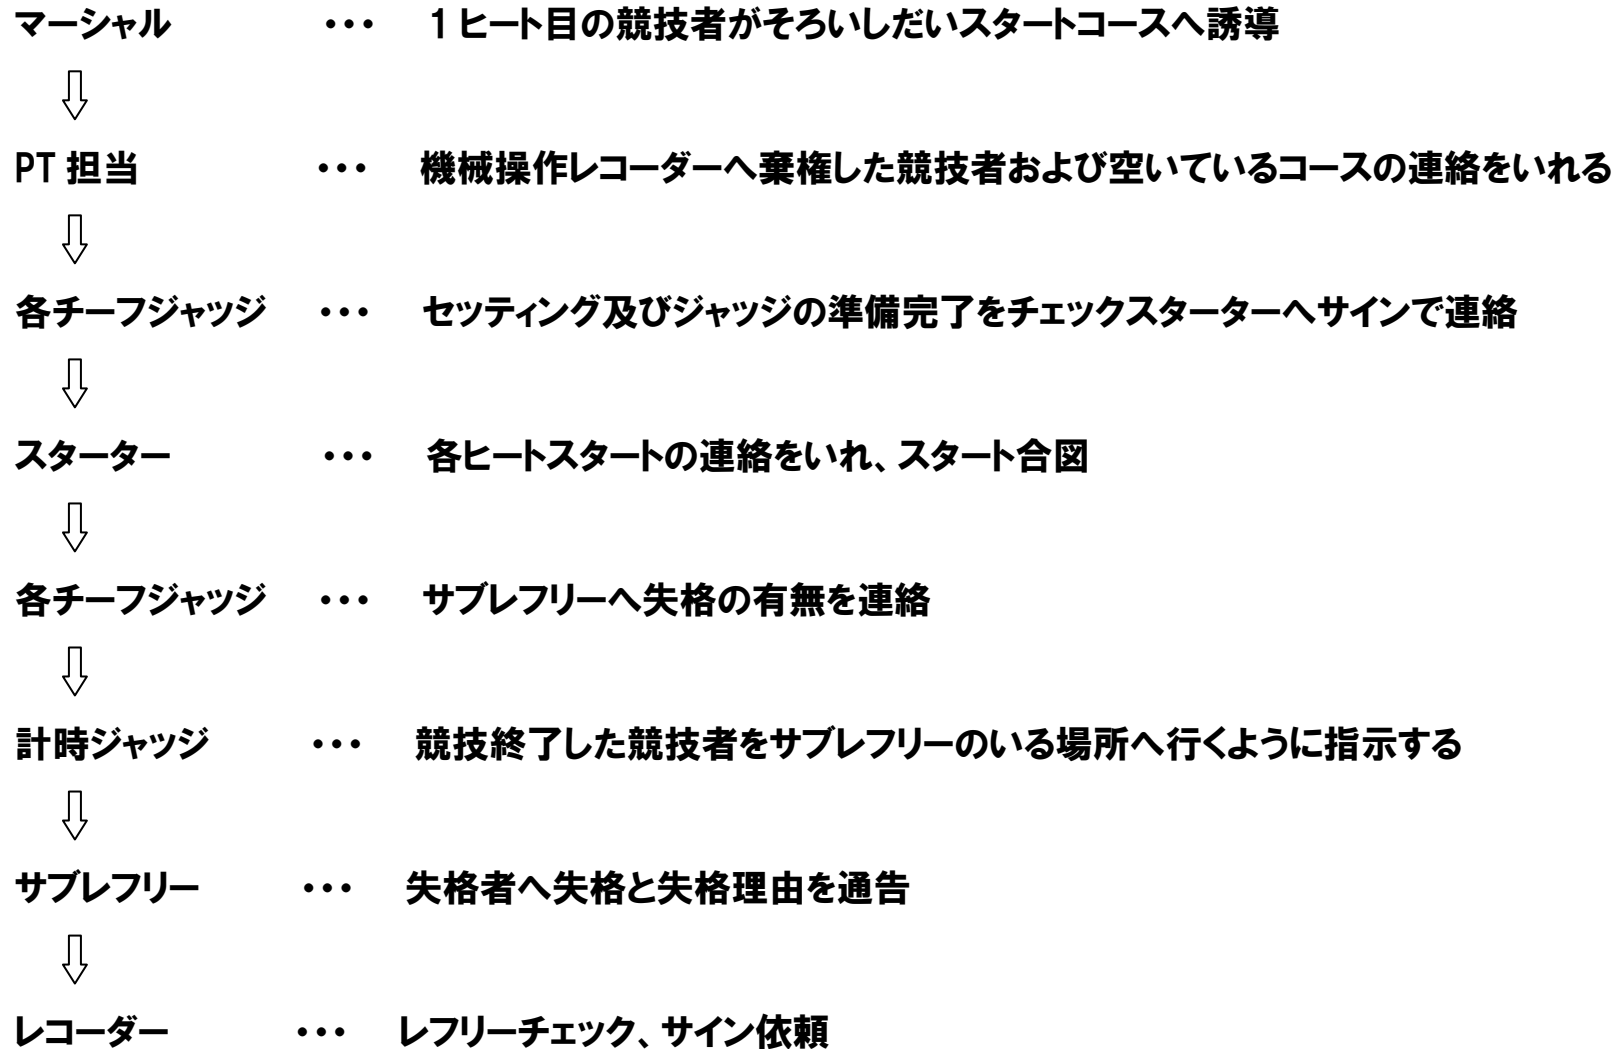 マーシャル ・・・ １ヒート目の競技者がそろいしだいスタートコースへ誘導
PT 担当 ・・・ 機械操作レコーダーへ棄権した競技者および空いているコースの連絡をいれる
各チーフジャッジ ・・・ セッティング及びジャッジの準備完了をチェックスターターへサインで連絡
スターター ・・・ 各ヒートスタートの連絡をいれ、スタート合図
各チーフジャッジ ・・・ サブレフリーへ失格の有無を連絡
計時ジャッジ ・・・ 競技終了した競技者をサブレフリーのいる場所へ行くように指示する
サブレフリー ・・・ 失格者へ失格と失格理由を通告
レコーダー ・・・ レフリーチェック、サイン依頼